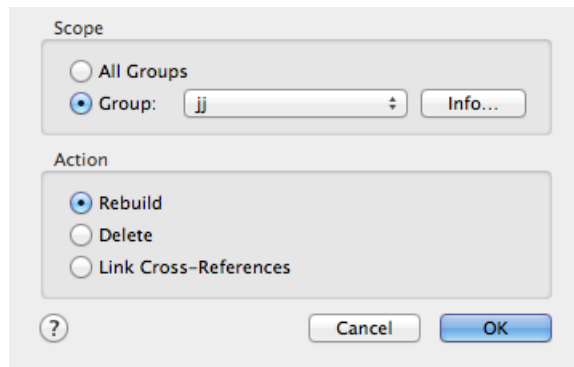 Scope
All Groups
Group: jj Info...
Action
Rebuild
Delete
Link Cross-References
? Cancel OK